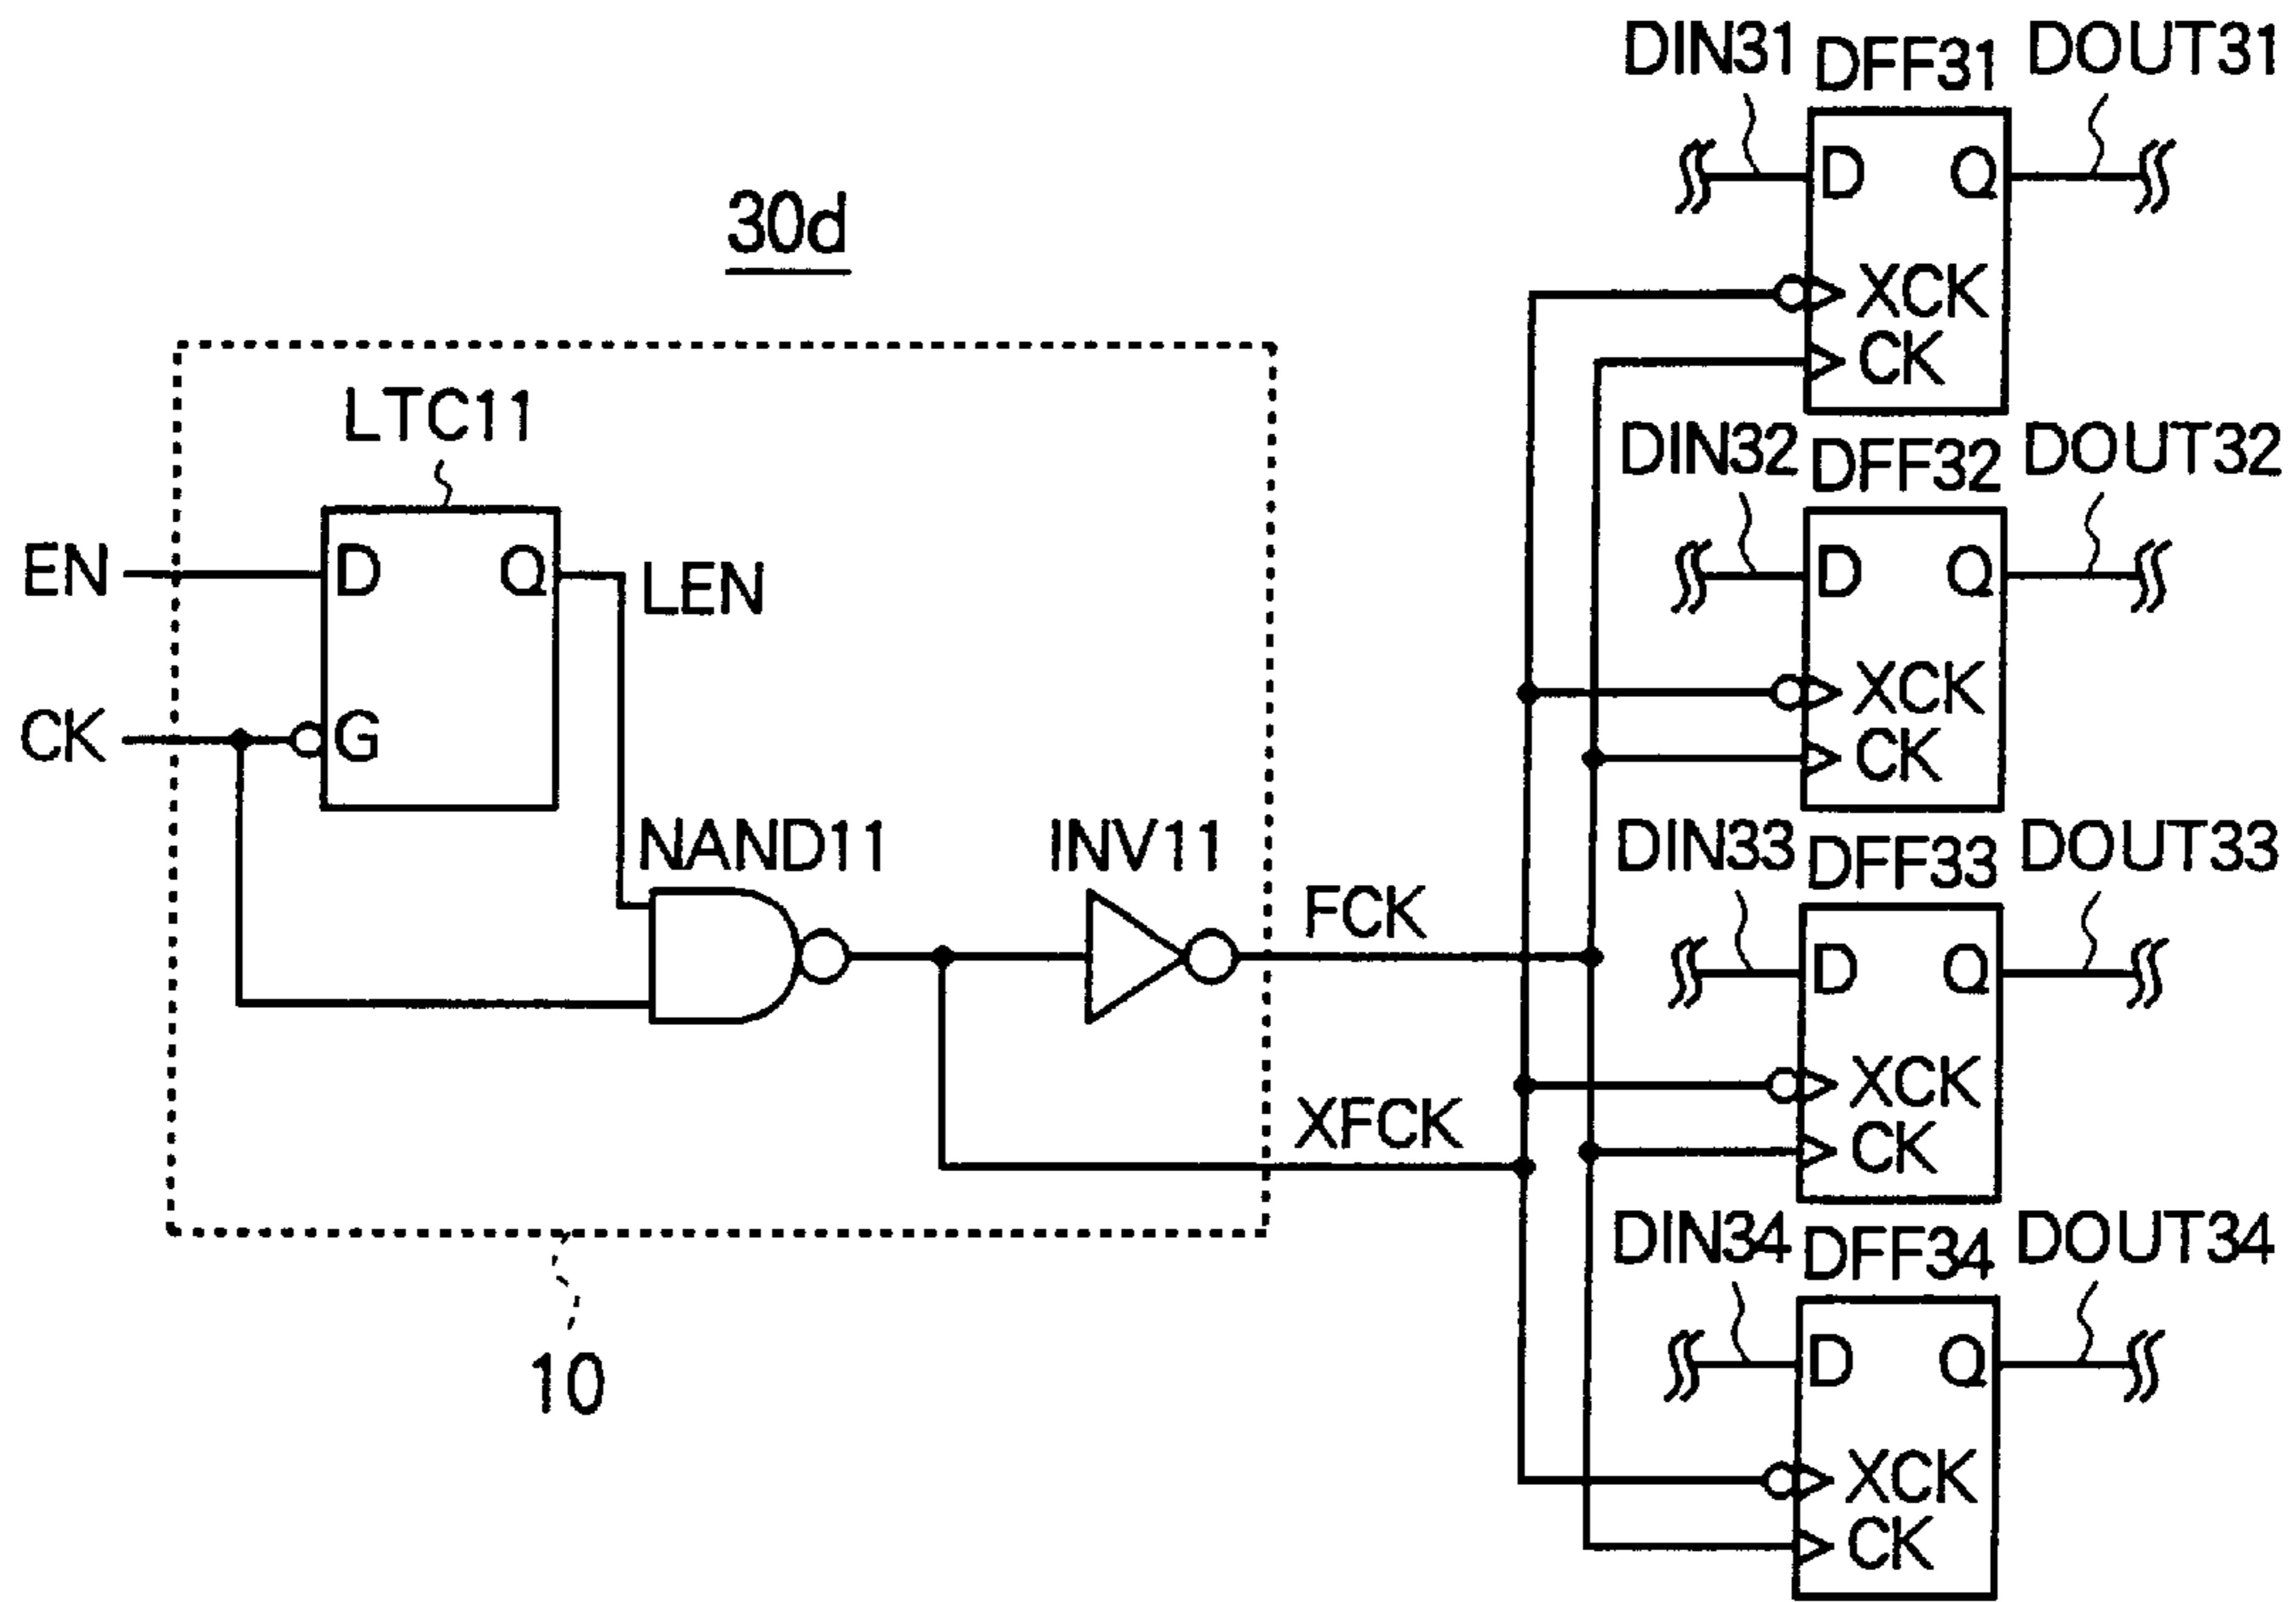 30d
LTC11
EN
D
Q
LEN
CK
G
NAND11
INV11
FCK
XFCK
10
DIN31
DFF31
DOUT31
D
Q
XCK
CK
DIN32
DFF32
DOUT32
D
Q
XCK
CK
DIN33
DFF33
DOUT33
D
Q
XCK
CK
DIN34
DFF34
DOUT34
D
Q
XCK
CK